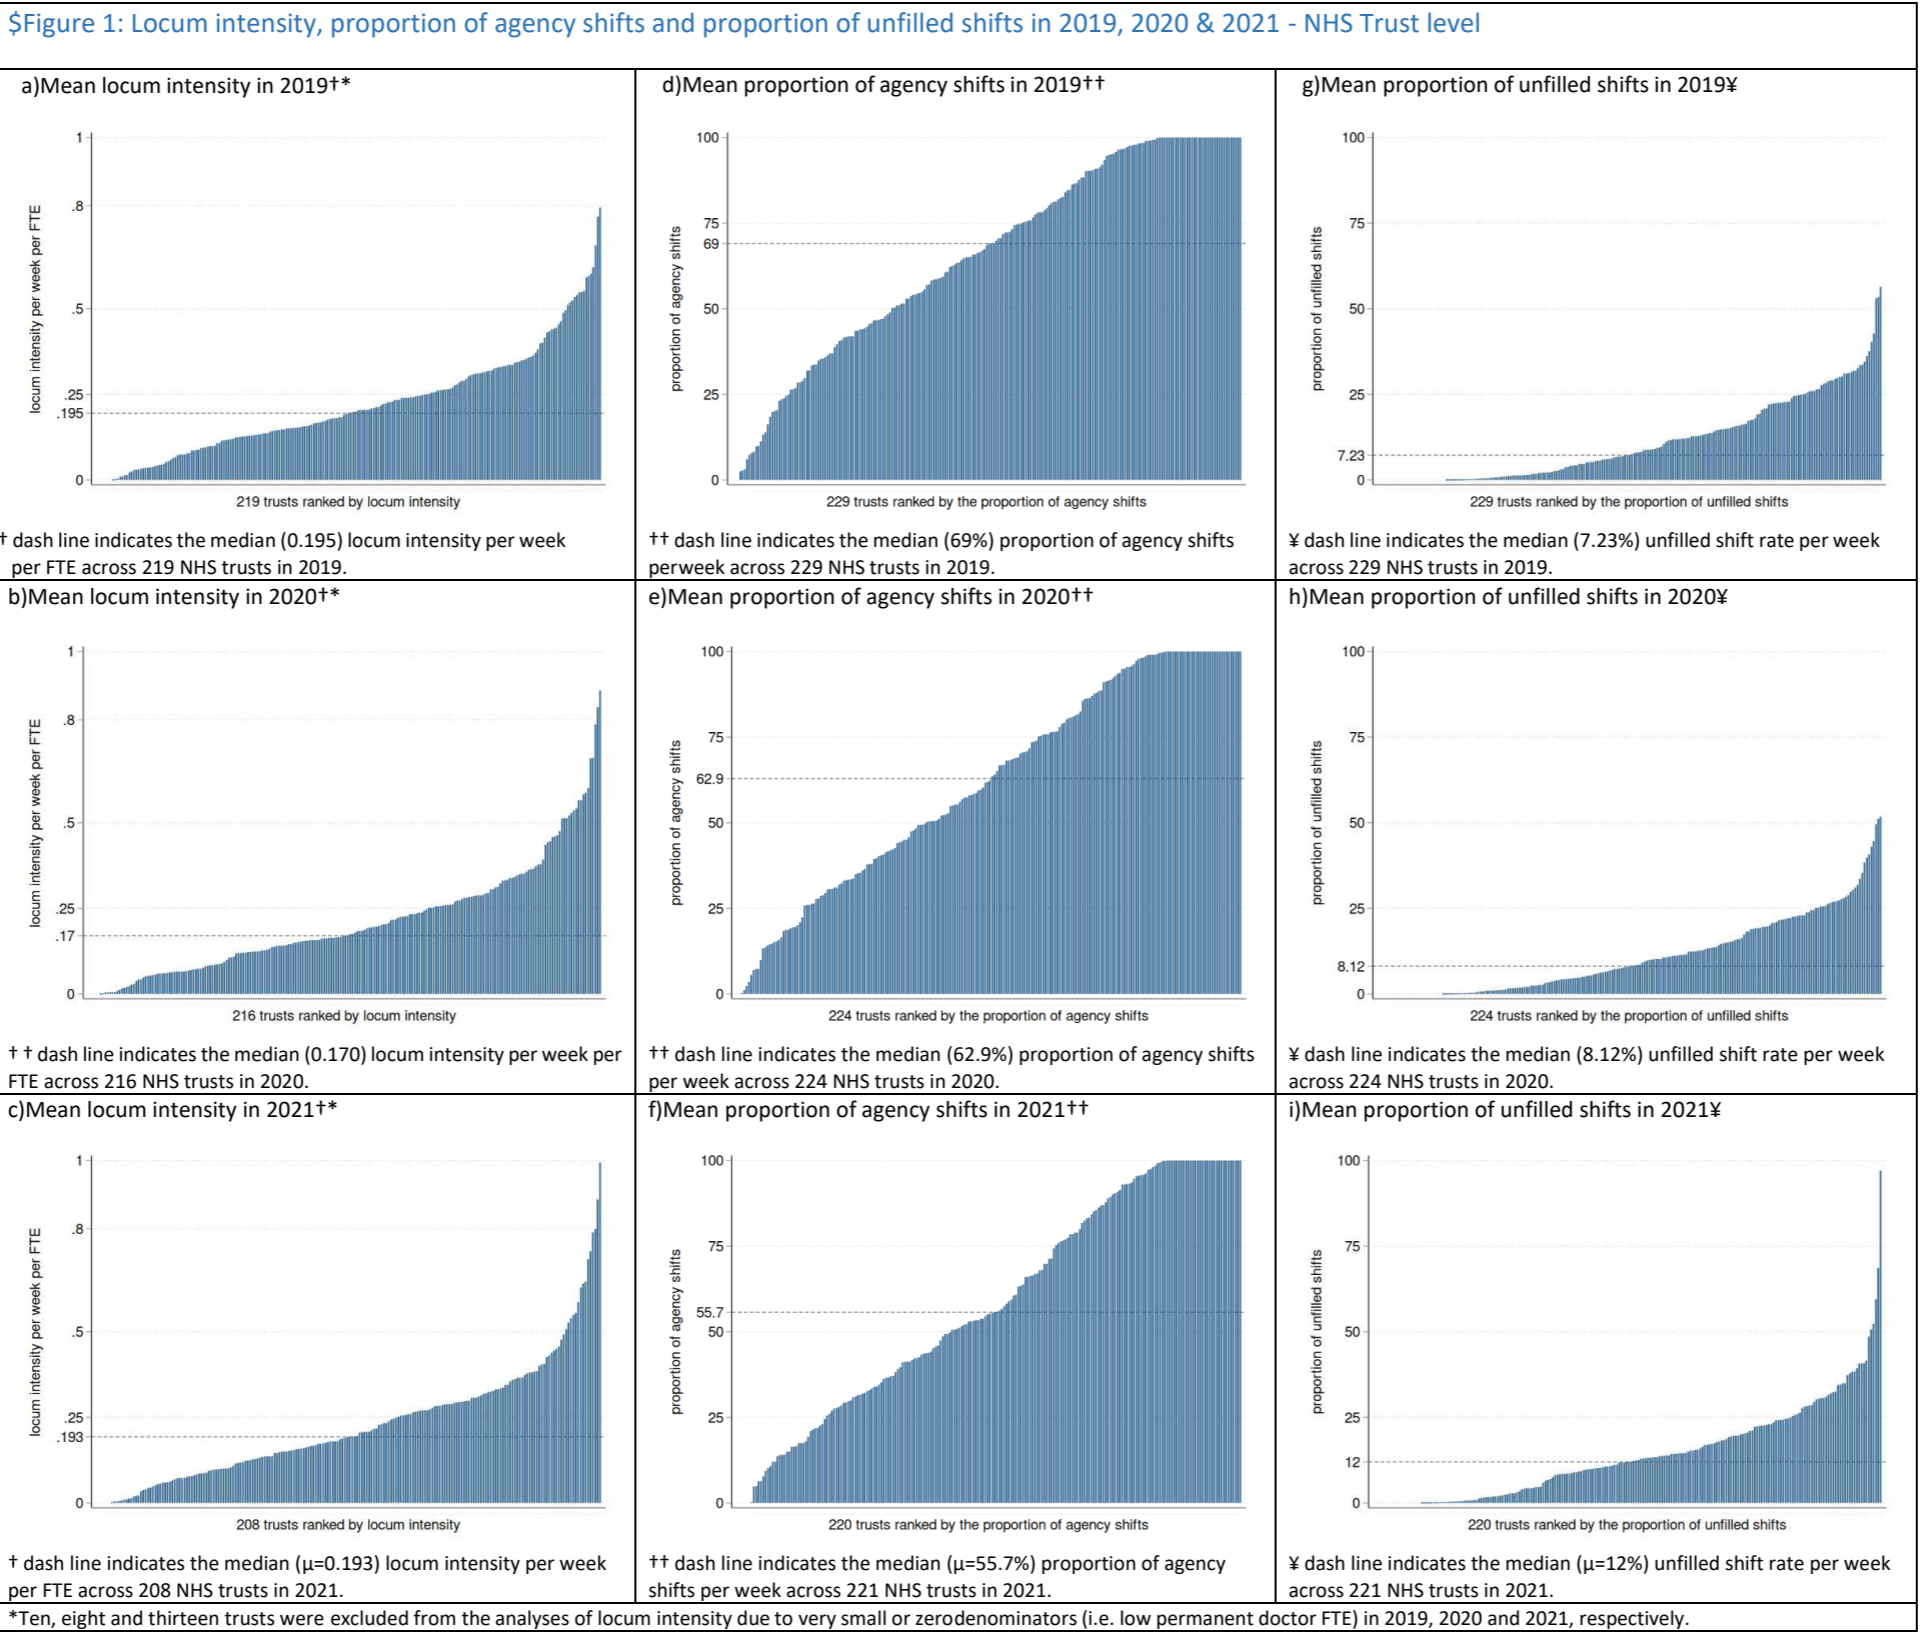 $Figure 1: Locum intensity, proportion of agency shifts and proportion of unfilled shifts in 2019, 2020 & 2021 - NHS Trust level
a)Mean locum intensity in 2019†*
locum intensity per week per FTE
1
.8
.5
.25
.195
0
219 trusts ranked by locum intensity
† dash line indicates the median (0.195) locum intensity per week
per FTE across 219 NHS trusts in 2019.
d)Mean proportion of agency shifts in 2019††
proportion of agency shifts
100
75
69
50
25
0
229 trusts ranked by the proportion of agency shifts
†† dash line indicates the median (69%) proportion of agency shifts
perweek across 229 NHS trusts in 2019.
g)Mean proportion of unfilled shifts in 2019¥
proportion of unfilled shifts
100
75
50
25
7.23
0
229 trusts ranked by the proportion of unfilled shifts
¥ dash line indicates the median (7.23%) unfilled shift rate per week
across 229 NHS trusts in 2019.
b)Mean locum intensity in 2020†*
locum intensity per week per FTE
1
.8
.5
.25
.17
0
216 trusts ranked by locum intensity
† † dash line indicates the median (0.170) locum intensity per week per
FTE across 216 NHS trusts in 2020.
e)Mean proportion of agency shifts in 2020††
proportion of agency shifts
100
75
62.9
50
25
0
224 trusts ranked by the proportion of agency shifts
†† dash line indicates the median (62.9%) proportion of agency shifts
per week across 224 NHS trusts in 2020.
h)Mean proportion of unfilled shifts in 2020¥
proportion of unfilled shifts
100
75
50
25
8.12
0
224 trusts ranked by the proportion of unfilled shifts
¥ dash line indicates the median (8.12%) unfilled shift rate per week
across 224 NHS trusts in 2020.
c)Mean locum intensity in 2021†*
locum intensity per week per FTE
1
.8
.5
.25
.193
0
208 trusts ranked by locum intensity
† dash line indicates the median (µ=0.193) locum intensity per week
per FTE across 208 NHS trusts in 2021.
f)Mean proportion of agency shifts in 2021††
proportion of agency shifts
100
75
55.7
50
25
0
220 trusts ranked by the proportion of agency shifts
†† dash line indicates the median (µ=55.7%) proportion of agency
shifts per week across 221 NHS trusts in 2021.
i)Mean proportion of unfilled shifts in 2021¥
proportion of unfilled shifts
100
75
50
25
12
0
220 trusts ranked by the proportion of unfilled shifts
¥ dash line indicates the median (µ=12%) unfilled shift rate per week
across 221 NHS trusts in 2021.
*Ten, eight and thirteen trusts were excluded from the analyses of locum intensity due to very small or zerodenominators (i.e. low permanent doctor FTE) in 2019, 2020 and 2021, respectively.